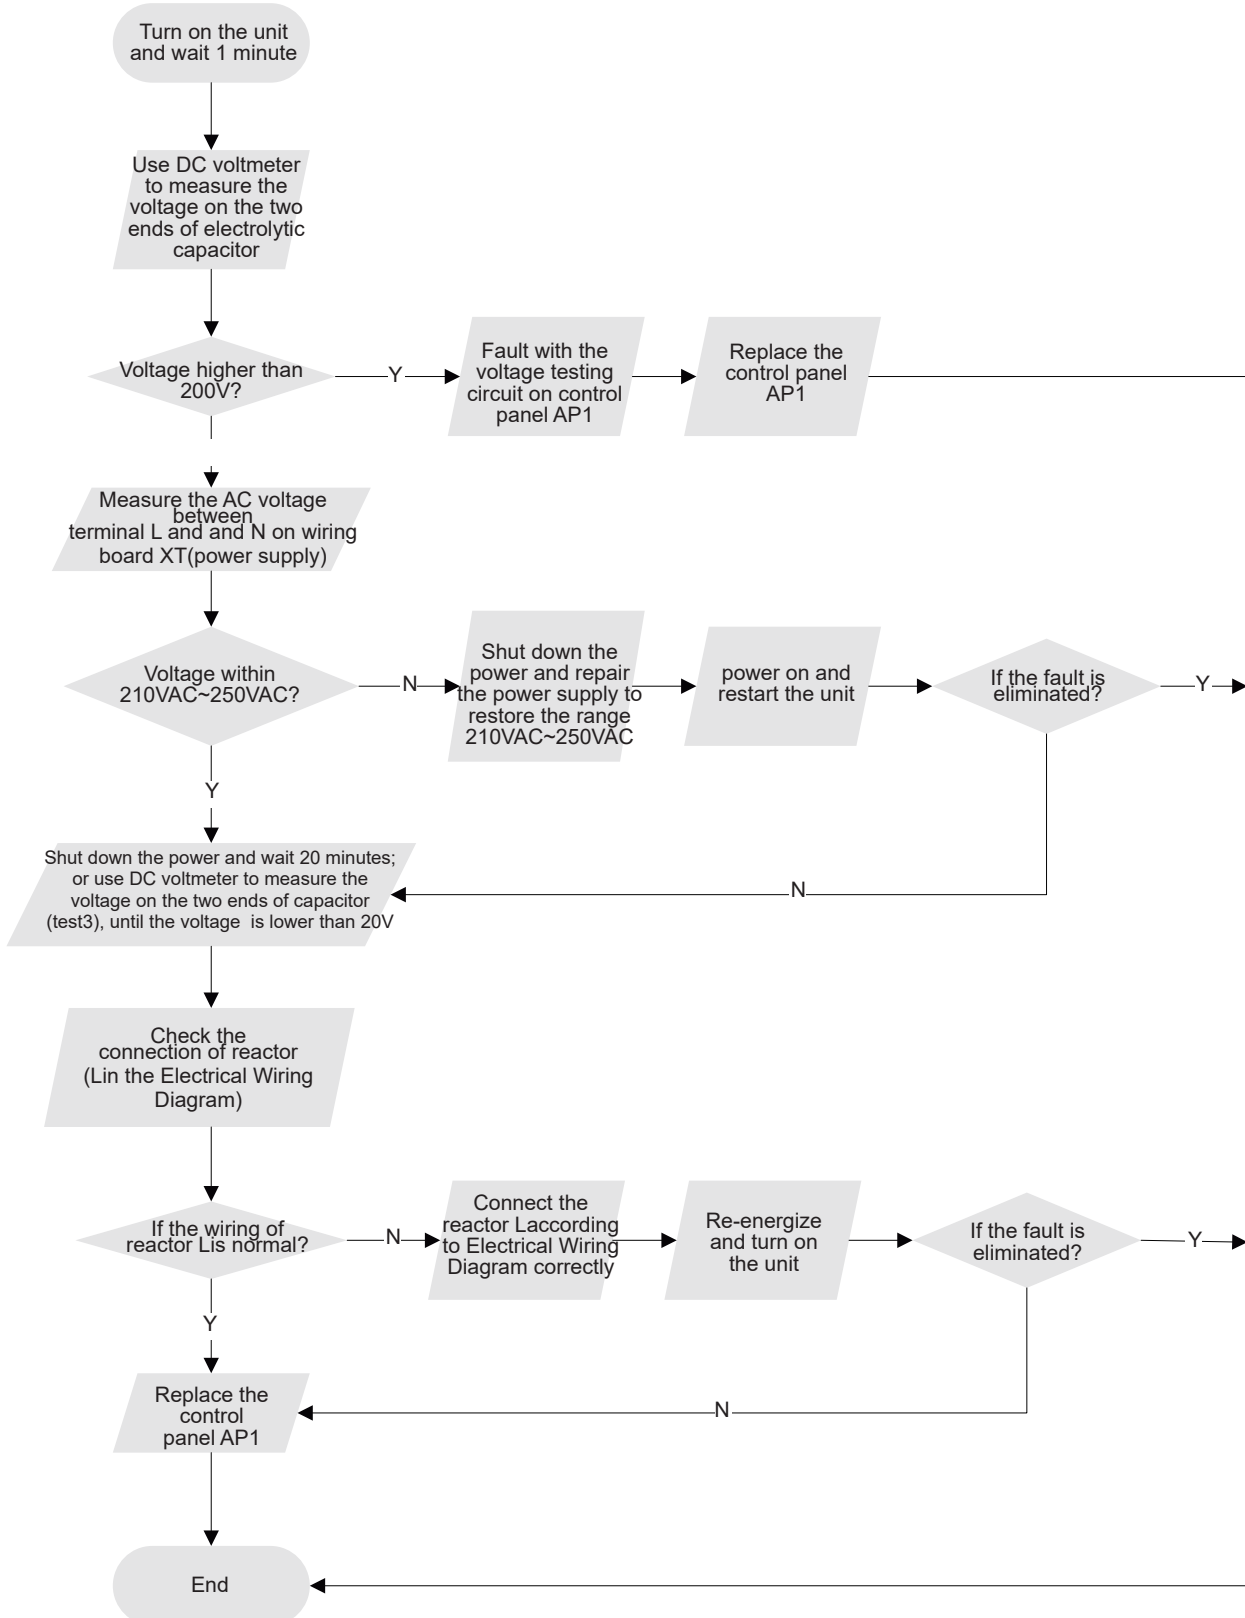 Turn on the unit
and wait 1 minute
Use DC voltmeter
to measure the
voltage on the two
ends of electrolytic
capacitor
Voltage higher than
200V?
Y
Fault with the
voltage testing
circuit on control
panel AP1
Replace the
control panel
AP1
Measure the AC voltage
between
terminal L and and N on wiring
board XT(power supply)
Voltage within
210VAC~250VAC?
N
Shut down the
power and repair
the power supply to
restore the range
210VAC~250VAC
power on and
restart the unit
If the fault is
eliminated?
Y
Y
Shut down the power and wait 20 minutes;
or use DC voltmeter to measure the
voltage on the two ends of capacitor
(test3), until the voltage  is lower than 20V
N
Check the
connection of reactor
(Lin the Electrical Wiring
Diagram)
If the wiring of
reactor Lis normal?
N
Connect the
reactor Laccording
to Electrical Wiring
Diagram correctly
Re-energize
and turn on
the unit
If the fault is
eliminated?
Y
Y
Replace the
control
panel AP1
N
End